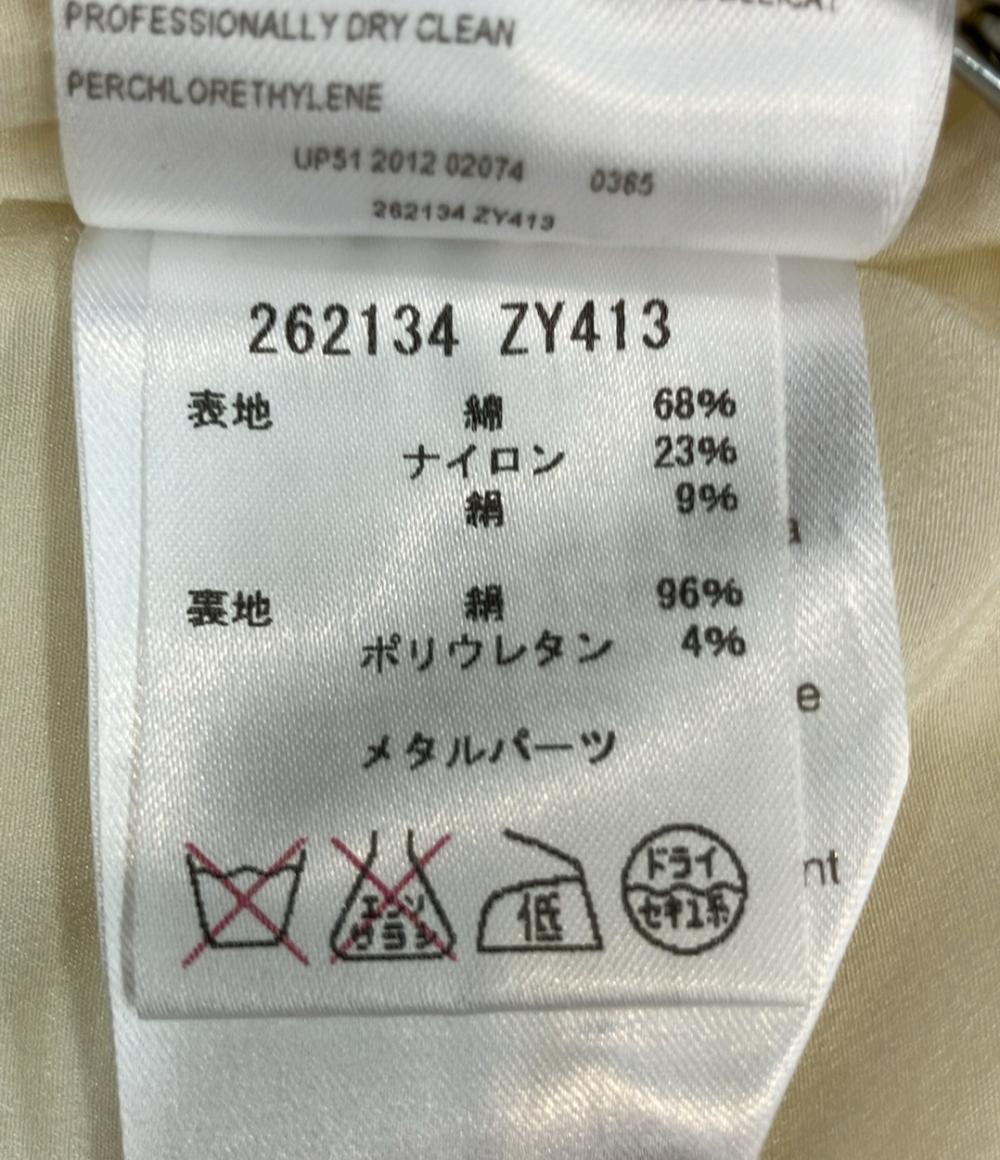 PROFESSIONALLY DRY CLEAN
PERCHLORETHYLENE
UP51 2012 02074 0365
262134 ZY413
262134 ZY413
表地 綿 68%
ナイロン 23%
絹 9%
裏地 絹 96%
ポリウレタン 4%
メタルパーツ
エンソ サラシ
低
ドライ
セキユ系
e
nt